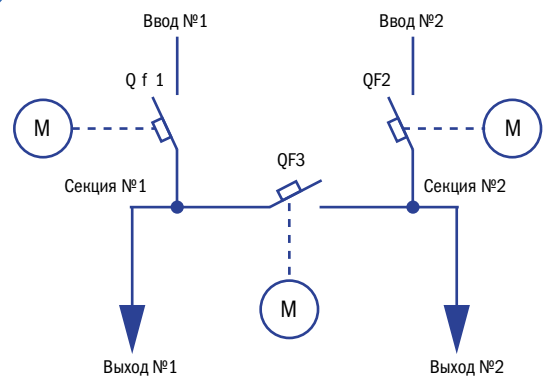 Ввод №1
Ввод №2
Q f 1
QF2
M
M
QF3
Секция №1
Секция №2
M
Выход №1
Выход №2